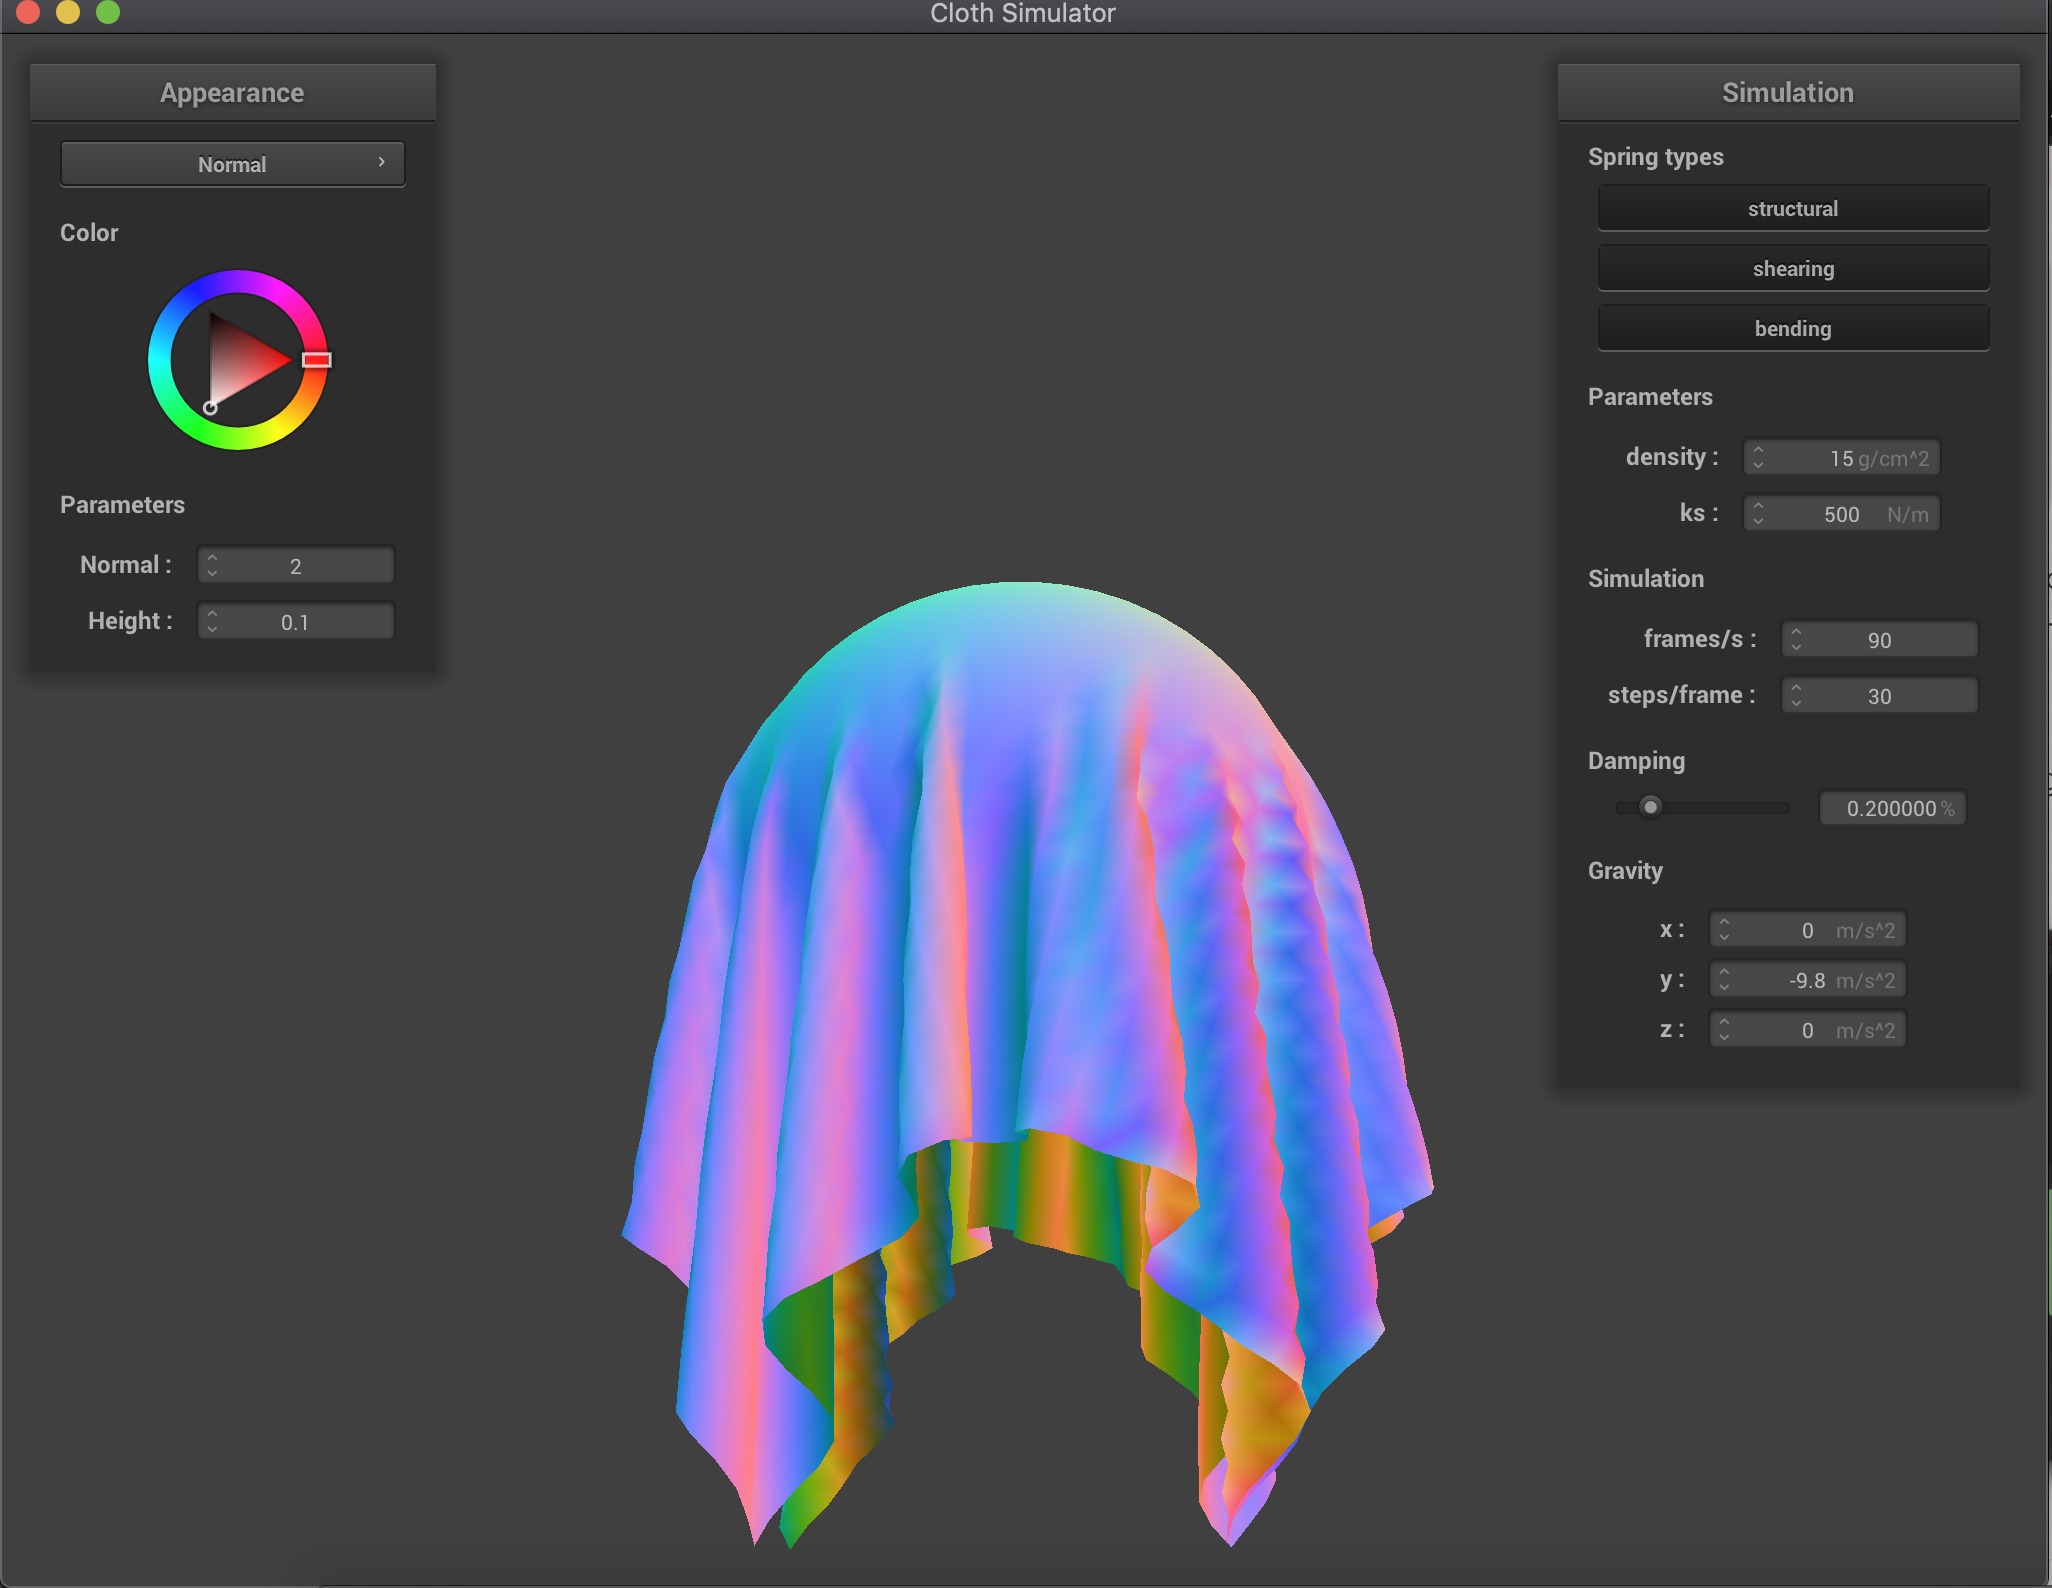 Cloth Simulator
Appearance
Normal
Color
Parameters
Normal : 2
Height : 0.1
Simulation
Spring types
structural
shearing
bending
Parameters
density : 15 g/cm^2
ks : 500 N/m
Simulation
frames/s : 90
steps/frame : 30
Damping
0.200000 %
Gravity
x : 0 m/s^2
y : -9.8 m/s^2
z : 0 m/s^2